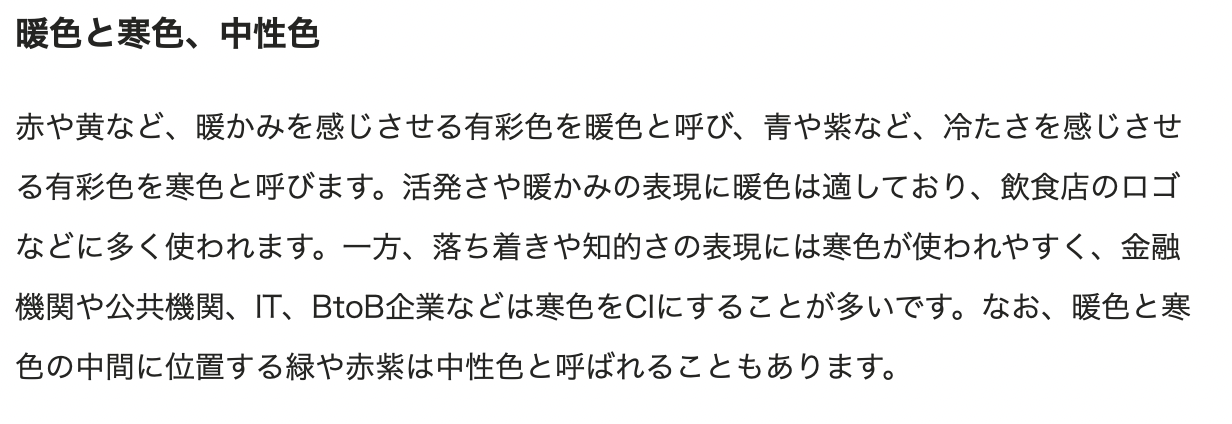 暖色と寒色、中性色
赤や黄など、暖かみを感じさせる有彩色を暖色と呼び、青や紫など、冷たさを感じさせ
る有彩色を寒色と呼びます。活発さや暖かみの表現に暖色は適しており、飲食店のロゴ
などに多く使われます。一方、落ち着きや知的さの表現には寒色が使われやすく、金融
機関や公共機関、IT、BtoB企業などは寒色をCIにすることが多いです。なお、暖色と寒
色の中間に位置する緑や赤紫は中性色と呼ばれることもあります。